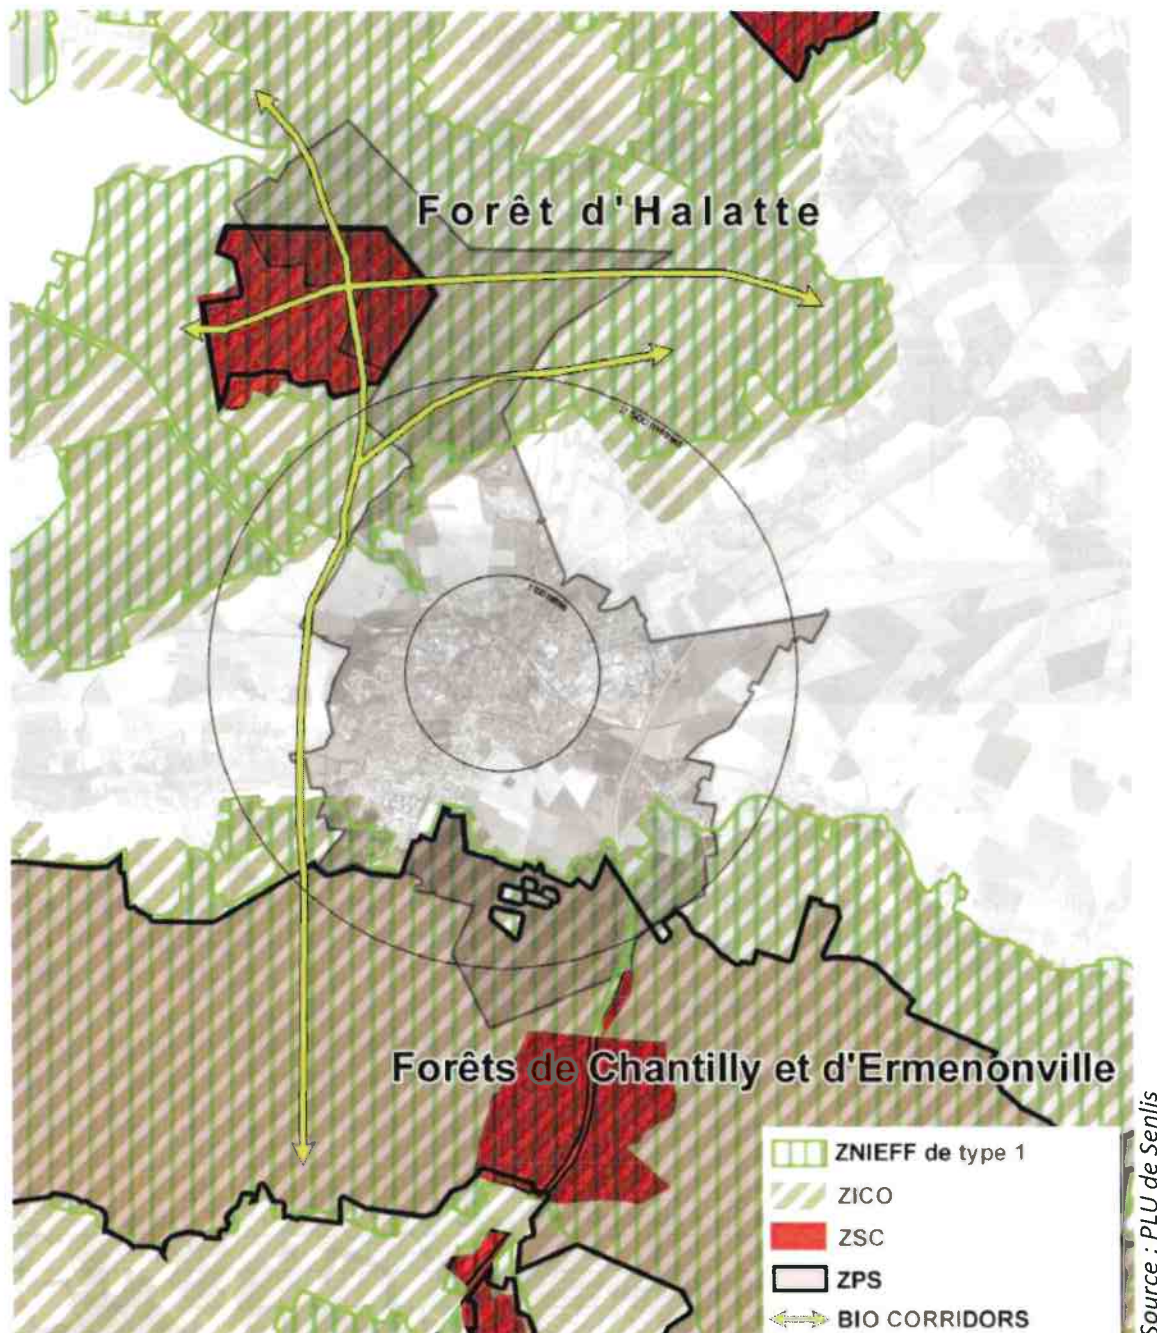 Forêt d'Halatte
Forêts de Chantilly et d'Ermenonville
ZNIEFF de type 1
ZICO
ZSC
ZPS
BIO CORRIDORS
Source : PLU de Senlis